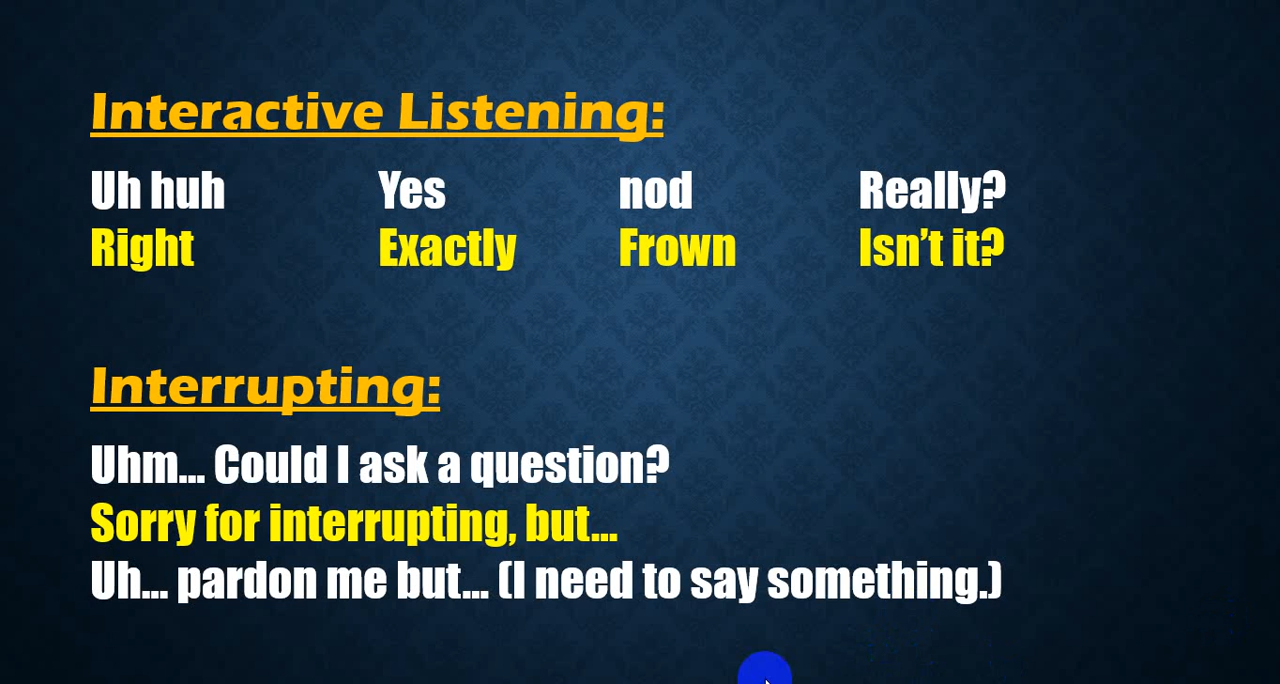 Interactive Listening:
Uh huh Yes nod Really?
Right Exactly Frown Isn’t it?
Interrupting:
Uhm... Could I ask a question?
Sorry for interrupting, but...
Uh... pardon me but... (I need to say something.)